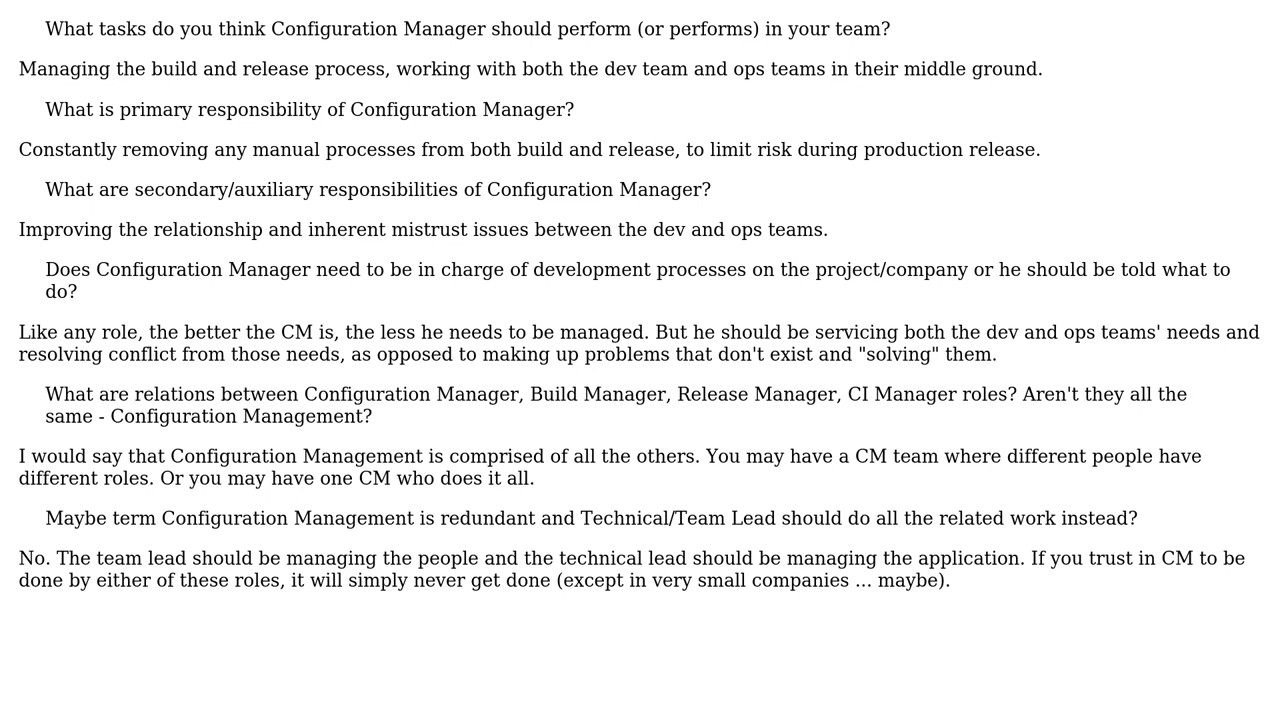 What tasks do you think Configuration Manager should perform (or performs) in your team?
Managing the build and release process, working with both the dev team and ops teams in their middle ground.
What is primary responsibility of Configuration Manager?
Constantly removing any manual processes from both build and release, to limit risk during production release.
What are secondary/auxiliary responsibilities of Configuration Manager?
Improving the relationship and inherent mistrust issues between the dev and ops teams.
Does Configuration Manager need to be in charge of development processes on the project/company or he should be told what to
do?
Like any role, the better the CM is, the less he needs to be managed. But he should be servicing both the dev and ops teams' needs and
resolving conflict from those needs, as opposed to making up problems that don't exist and "solving" them.
What are relations between Configuration Manager, Build Manager, Release Manager, CI Manager roles? Aren't they all the
same - Configuration Management?
I would say that Configuration Management is comprised of all the others. You may have a CM team where different people have
different roles. Or you may have one CM who does it all.
Maybe term Configuration Management is redundant and Technical/Team Lead should do all the related work instead?
No. The team lead should be managing the people and the technical lead should be managing the application. If you trust in CM to be
done by either of these roles, it will simply never get done (except in very small companies ... maybe).